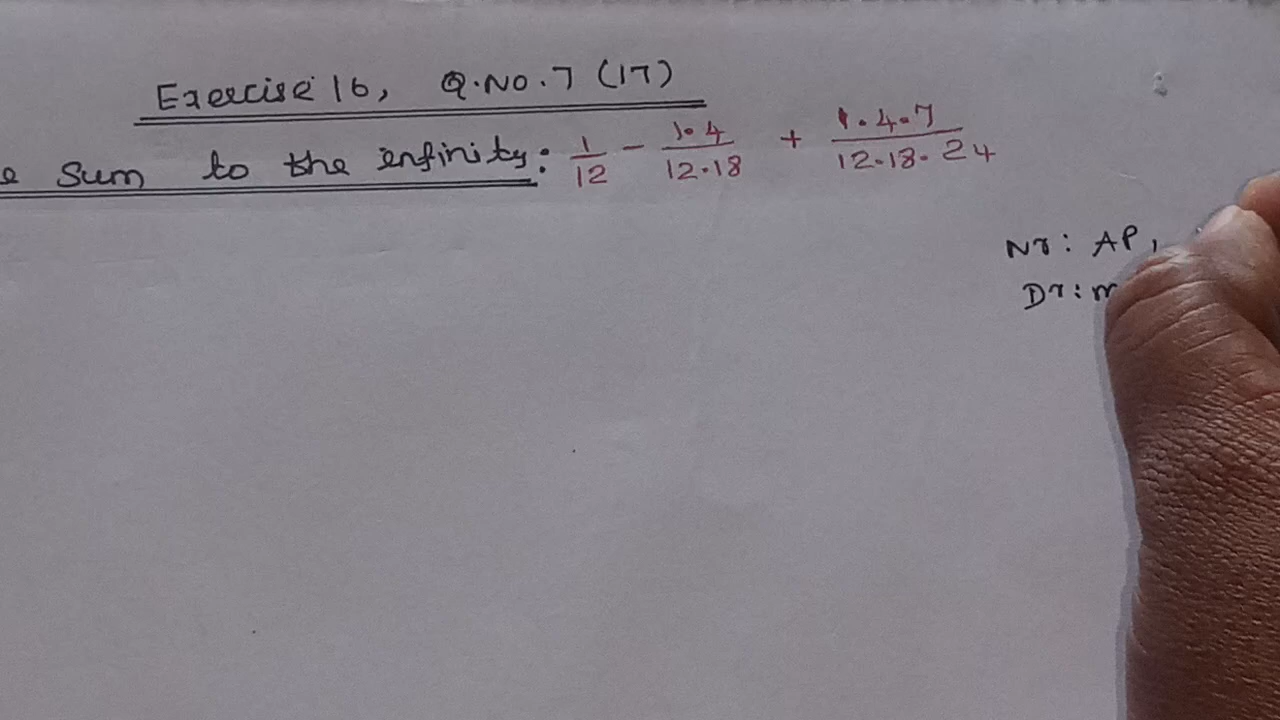 Exercise 16, Q.No.7 (17)
e Sum to the infinity: 1/12 - 1.4/12.18 + 1.4.7/12.18.24
Nr: AP,
Dr: m